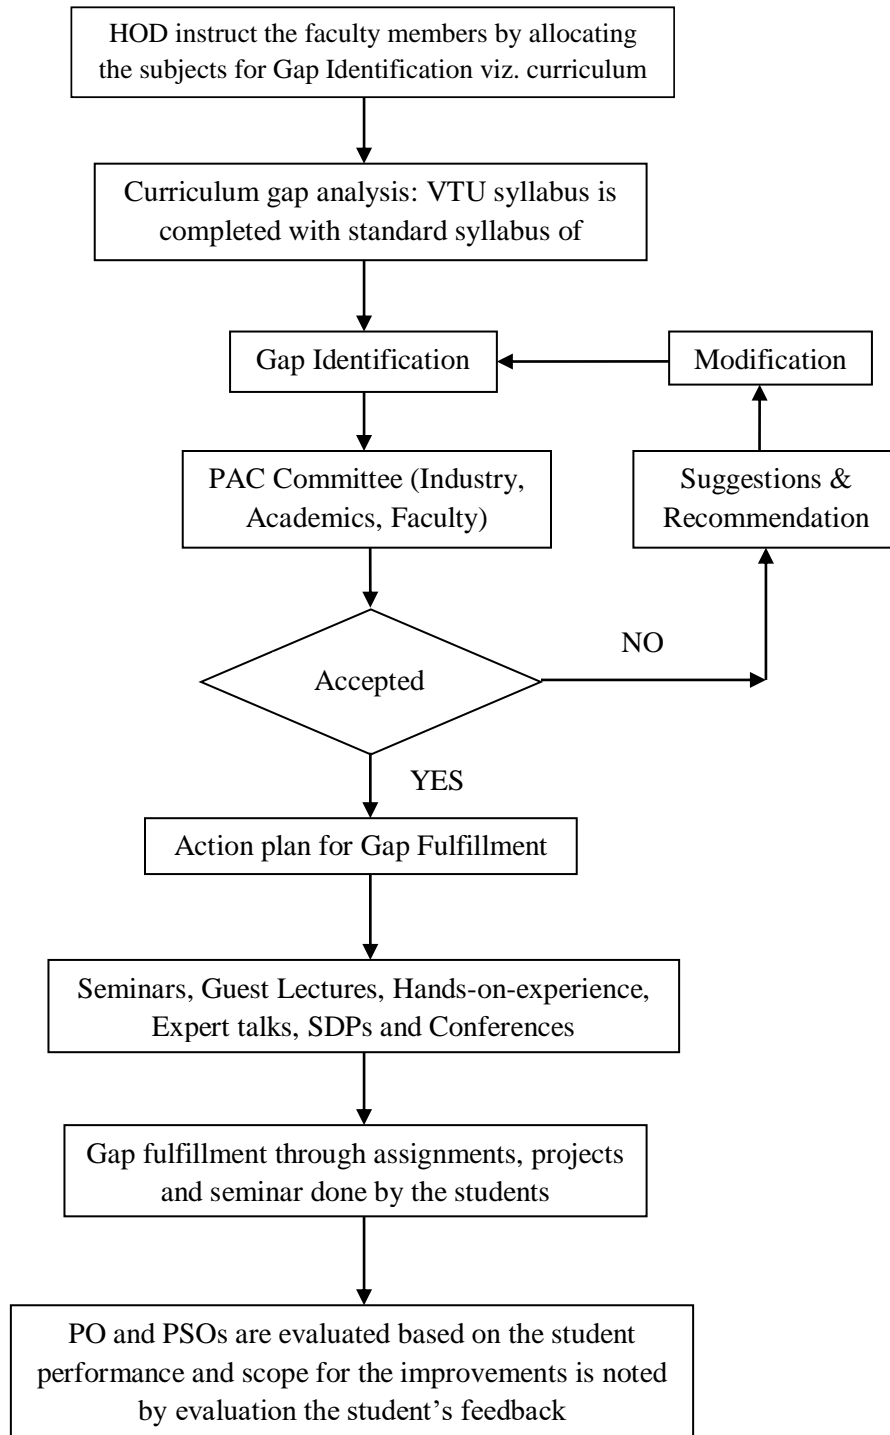 HOD instruct the faculty members by allocating
the subjects for Gap Identification viz. curriculum
Curriculum gap analysis: VTU syllabus is
completed with standard syllabus of
Gap Identification
Modification
PAC Committee (Industry,
Academics, Faculty)
Suggestions &
Recommendation
Accepted
NO
YES
Action plan for Gap Fulfillment
Seminars, Guest Lectures, Hands-on-experience,
Expert talks, SDPs and Conferences
Gap fulfillment through assignments, projects
and seminar done by the students
PO and PSOs are evaluated based on the student
performance and scope for the improvements is noted
by evaluation the student’s feedback